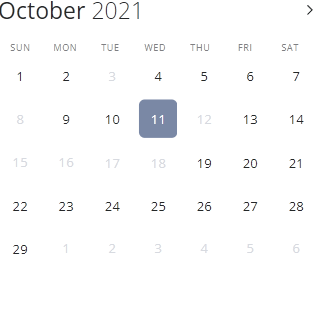 October 2021
SUN MON TUE WED THU FRI SAT
1 2 3 4 5 6 7
8 9 10 11 12 13 14
15 16 17 18 19 20 21
22 23 24 25 26 27 28
29 1 2 3 4 5 6